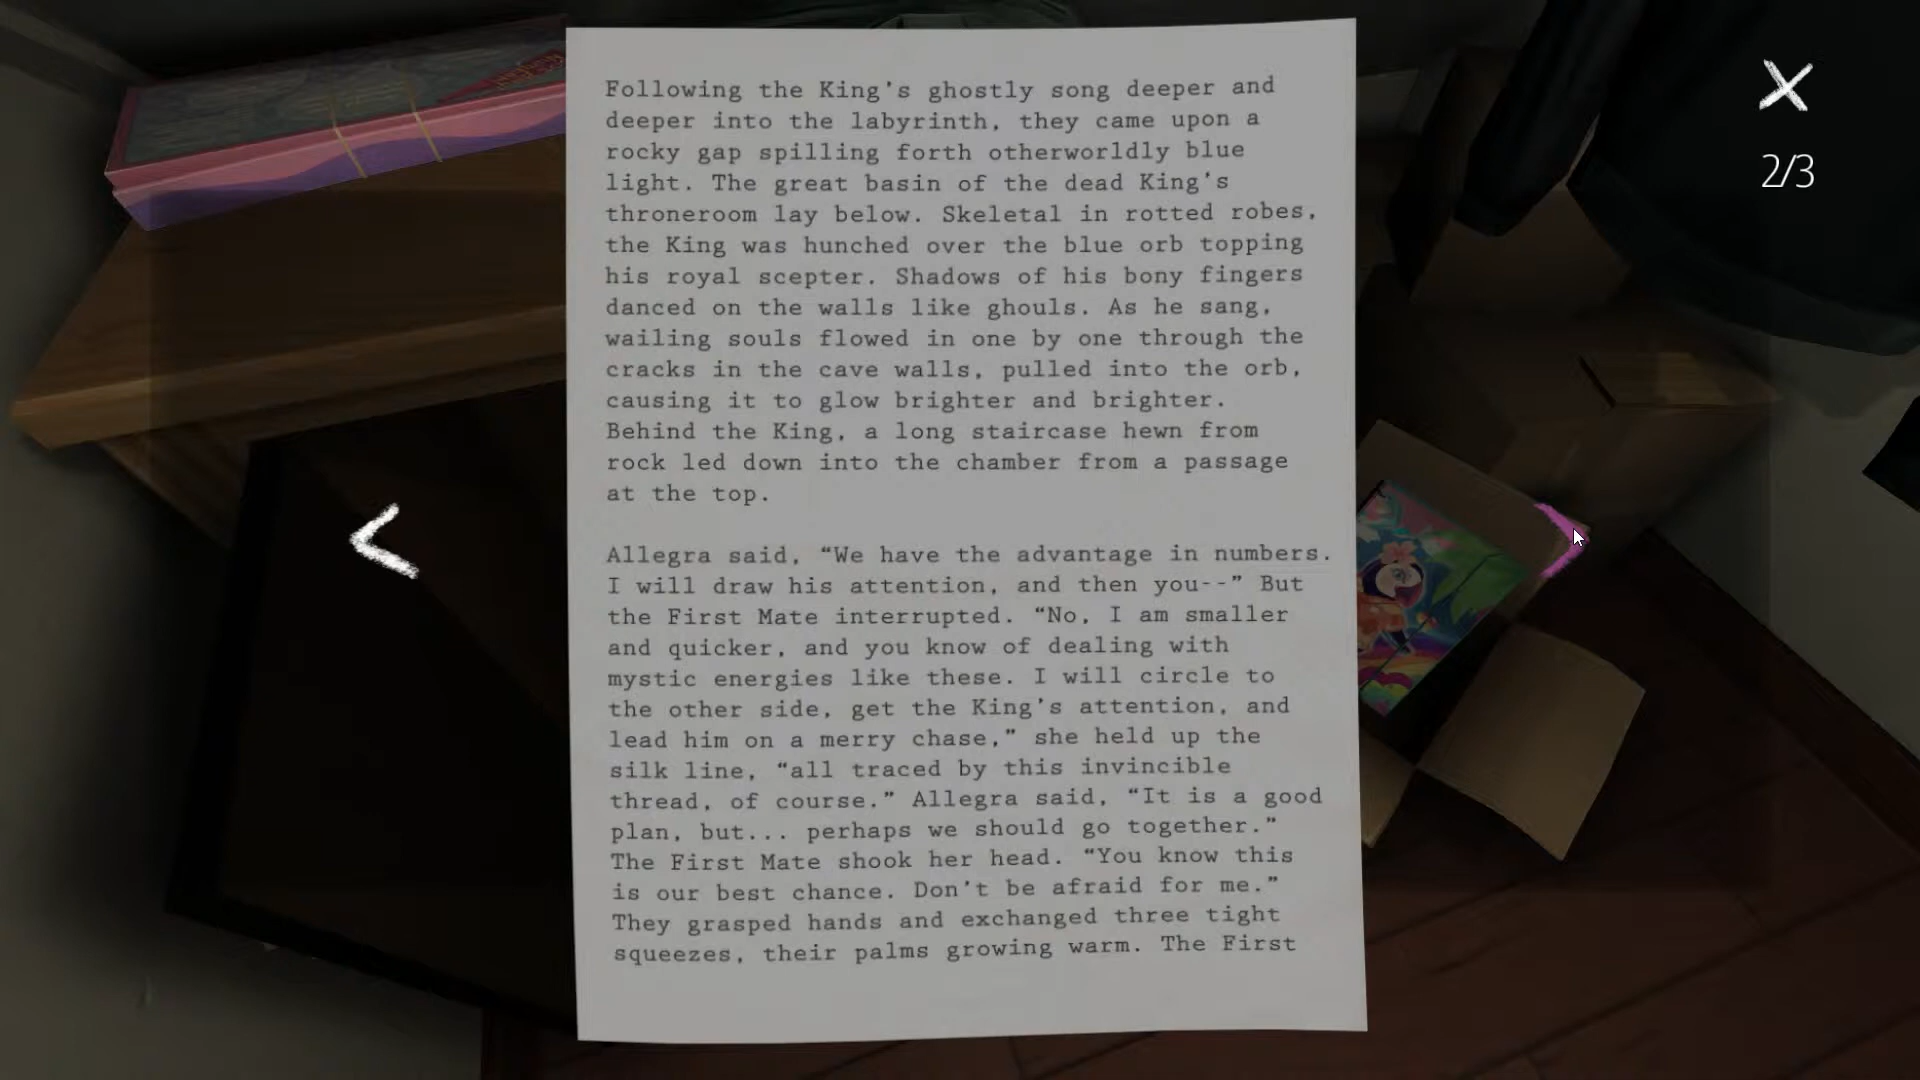 Following the King's ghostly song deeper and
deeper into the labyrinth, they came upon a
rocky gap spilling forth otherworldly blue
light. The great basin of the dead King's
throneroom lay below. Skeletal in rotted robes,
the King was hunched over the blue orb topping
his royal scepter. Shadows of his bony fingers
danced on the walls like ghouls. As he sang,
wailing souls flowed in one by one through the
cracks in the cave walls, pulled into the orb,
causing it to glow brighter and brighter.
Behind the King, a long staircase hewn from
rock led down into the chamber from a passage
at the top.
Allegra said, “We have the advantage in numbers.
I will draw his attention, and then you--” But
the First Mate interrupted. “No, I am smaller
and quicker, and you know of dealing with
mystic energies like these. I will circle to
the other side, get the King's attention, and
lead him on a merry chase,” she held up the
silk line, “all traced by this invincible
thread, of course.” Allegra said, “It is a good
plan, but... perhaps we should go together.”
The First Mate shook her head. “You know this
is our best chance. Don't be afraid for me.”
They grasped hands and exchanged three tight
squeezes, their palms growing warm. The First
2/3